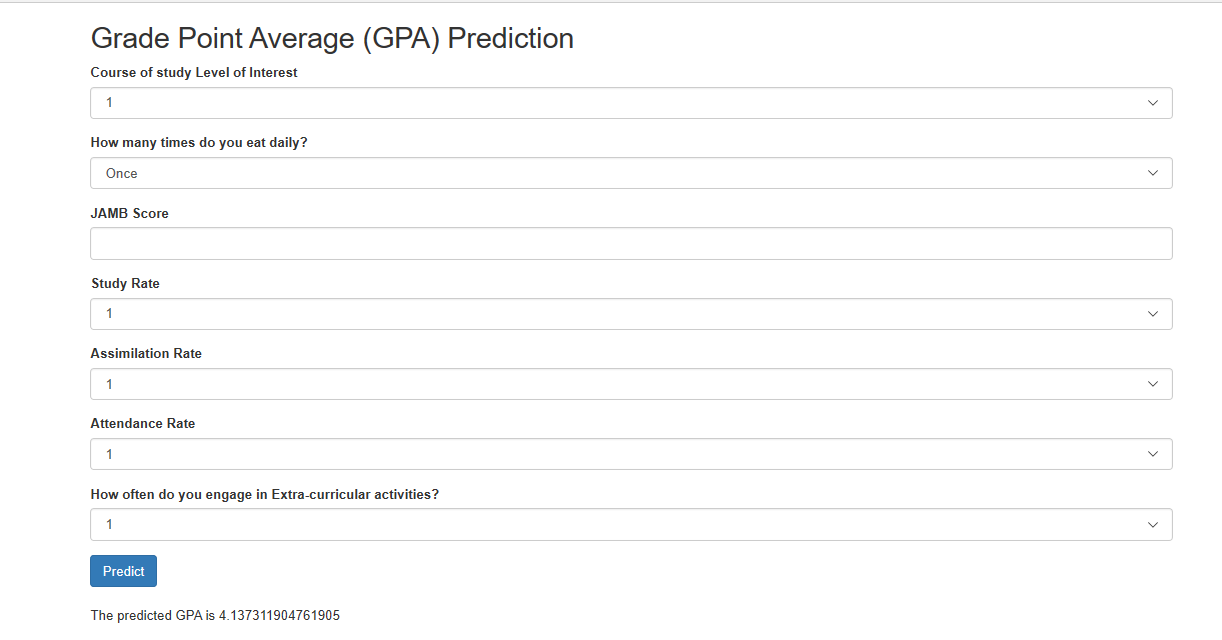 Grade Point Average (GPA) Prediction
Course of study Level of Interest
1
How many times do you eat daily?
Once
JAMB Score
Study Rate
1
Assimilation Rate
1
Attendance Rate
1
How often do you engage in Extra-curricular activities?
1
Predict
The predicted GPA is 4.137311904761905